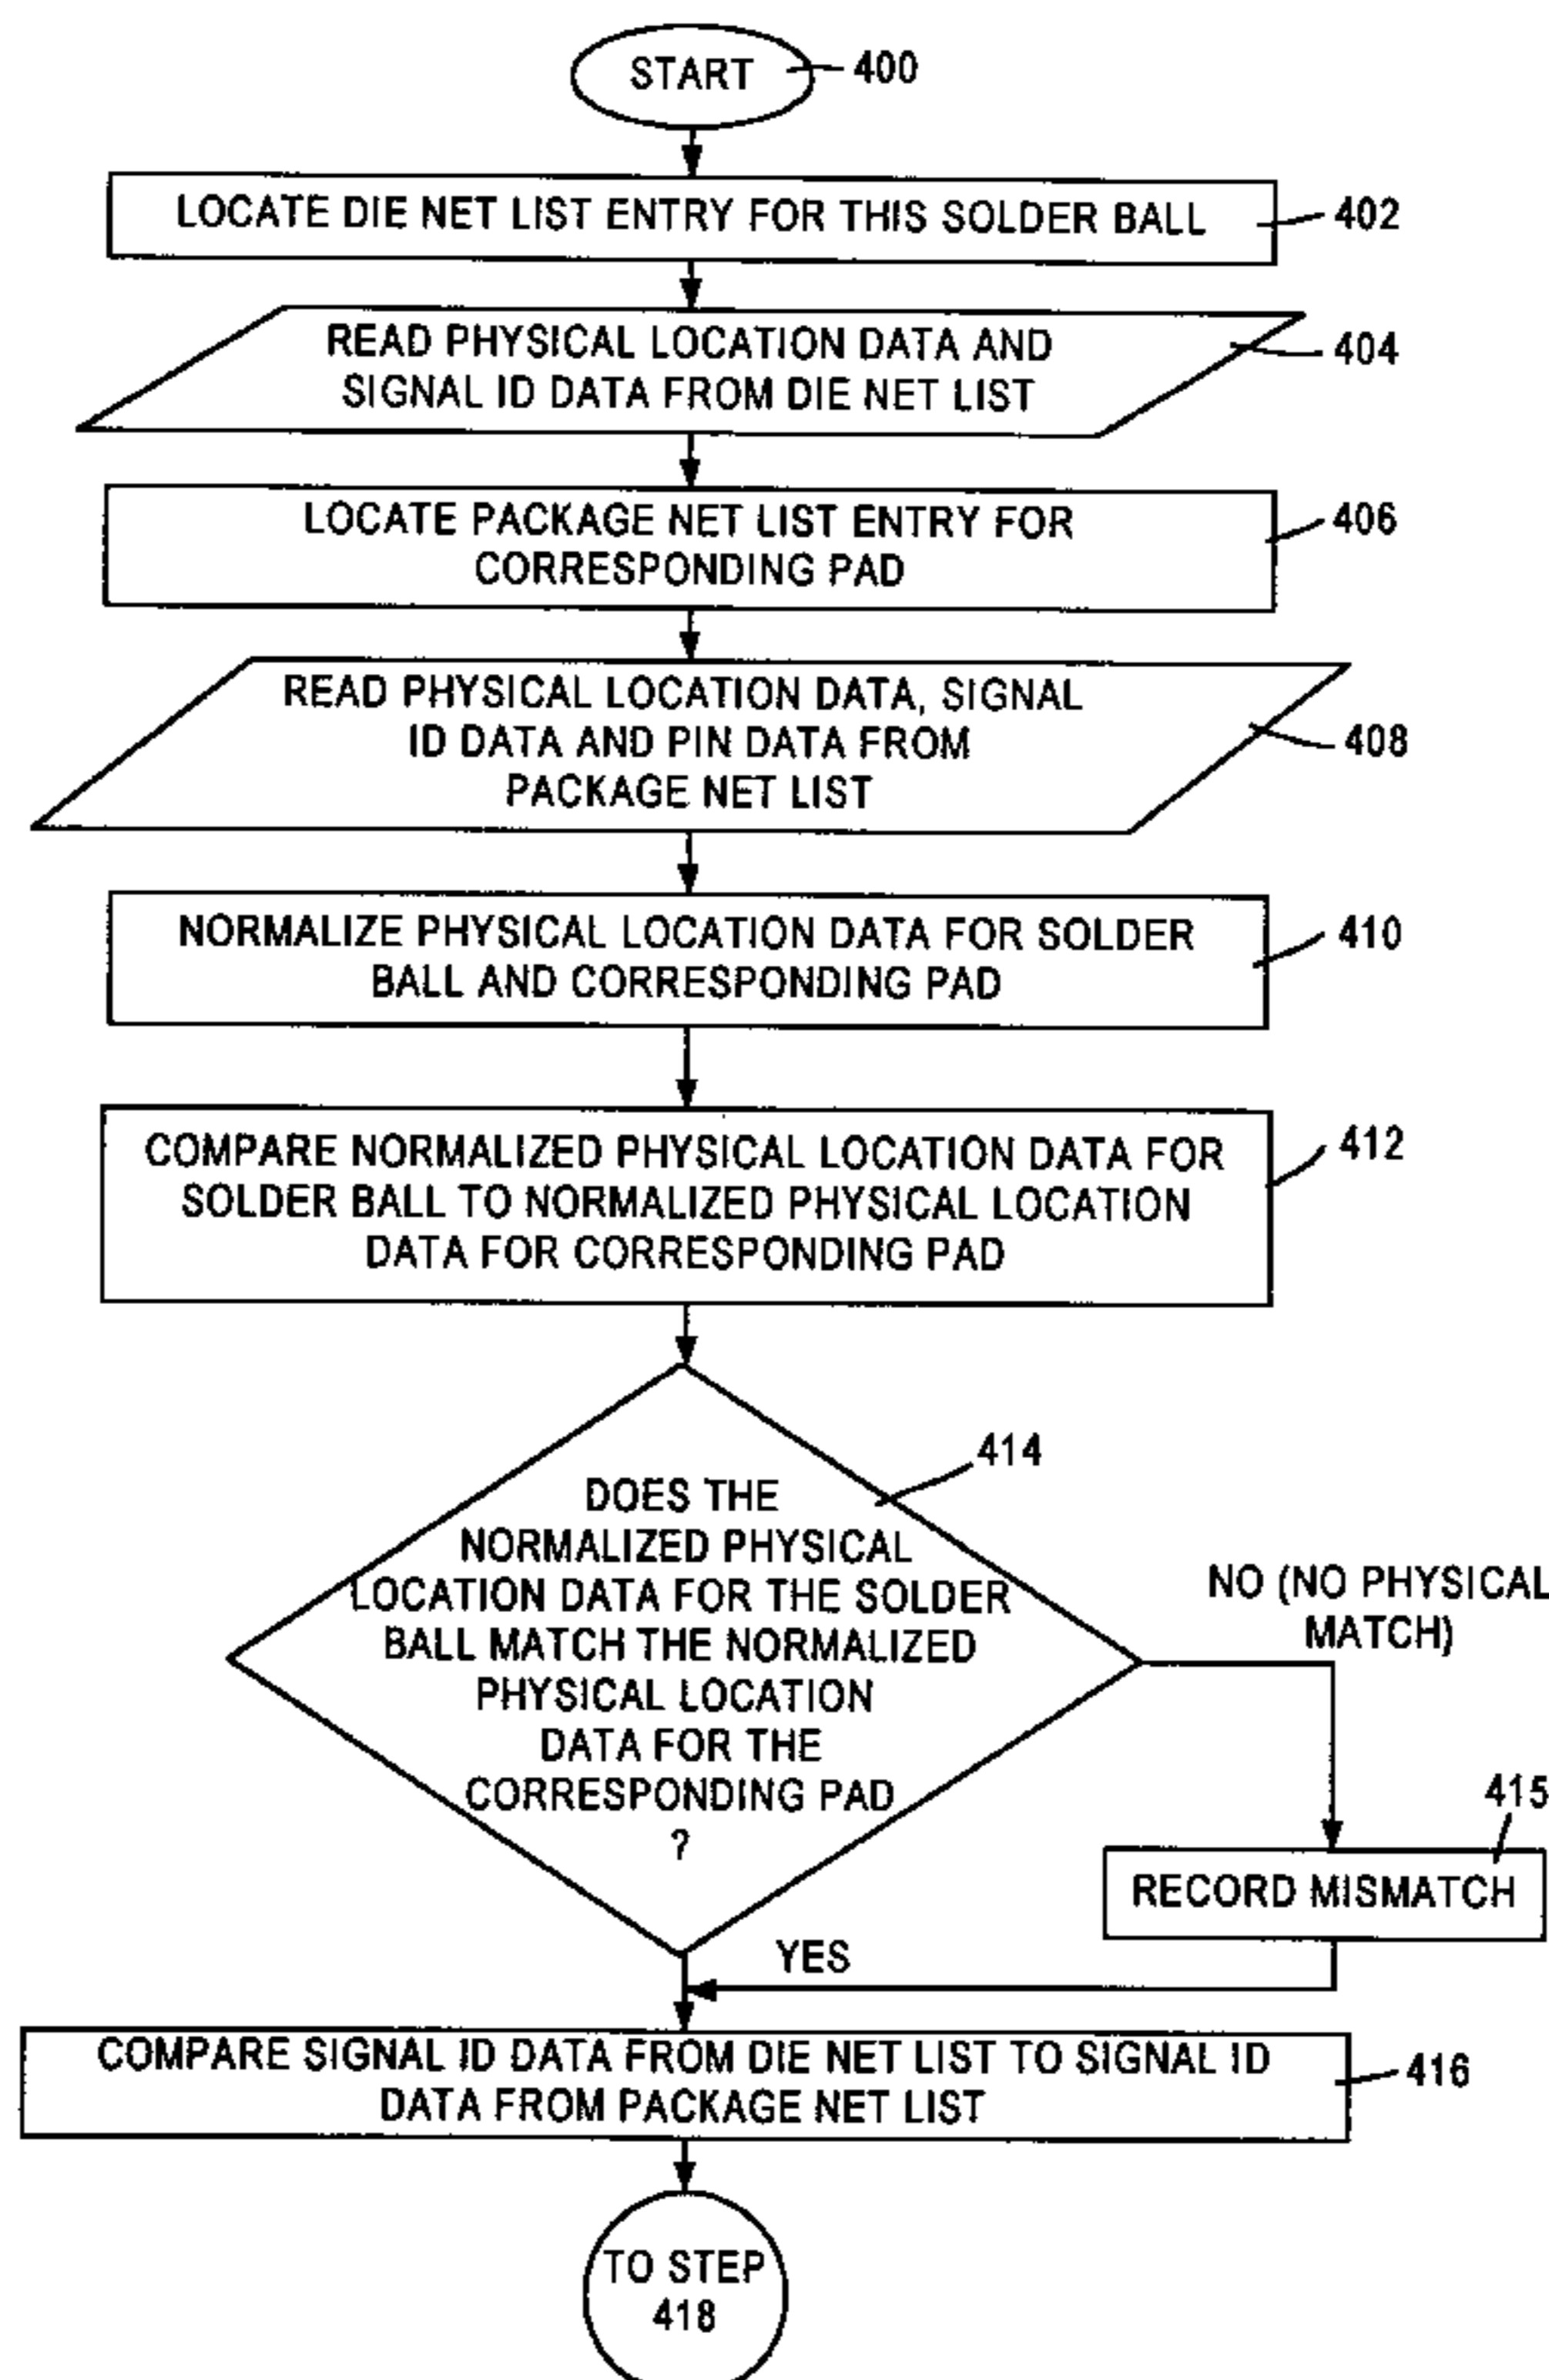 START
400
LOCATE DIE NET LIST ENTRY FOR THIS SOLDER BALL
402
READ PHYSICAL LOCATION DATA AND
SIGNAL ID DATA FROM DIE NET LIST
404
LOCATE PACKAGE NET LIST ENTRY FOR
CORRESPONDING PAD
406
READ PHYSICAL LOCATION DATA, SIGNAL
ID DATA AND PIN DATA FROM
PACKAGE NET LIST
408
NORMALIZE PHYSICAL LOCATION DATA FOR SOLDER
BALL AND CORRESPONDING PAD
410
COMPARE NORMALIZED PHYSICAL LOCATION DATA FOR
SOLDER BALL TO NORMALIZED PHYSICAL LOCATION
DATA FOR CORRESPONDING PAD
412
414
DOES THE
NORMALIZED PHYSICAL
LOCATION DATA FOR THE SOLDER
BALL MATCH THE NORMALIZED
PHYSICAL LOCATION
DATA FOR THE
CORRESPONDING PAD
?
NO (NO PHYSICAL
MATCH)
415
RECORD MISMATCH
YES
COMPARE SIGNAL ID DATA FROM DIE NET LIST TO SIGNAL ID
DATA FROM PACKAGE NET LIST
416
TO STEP
418